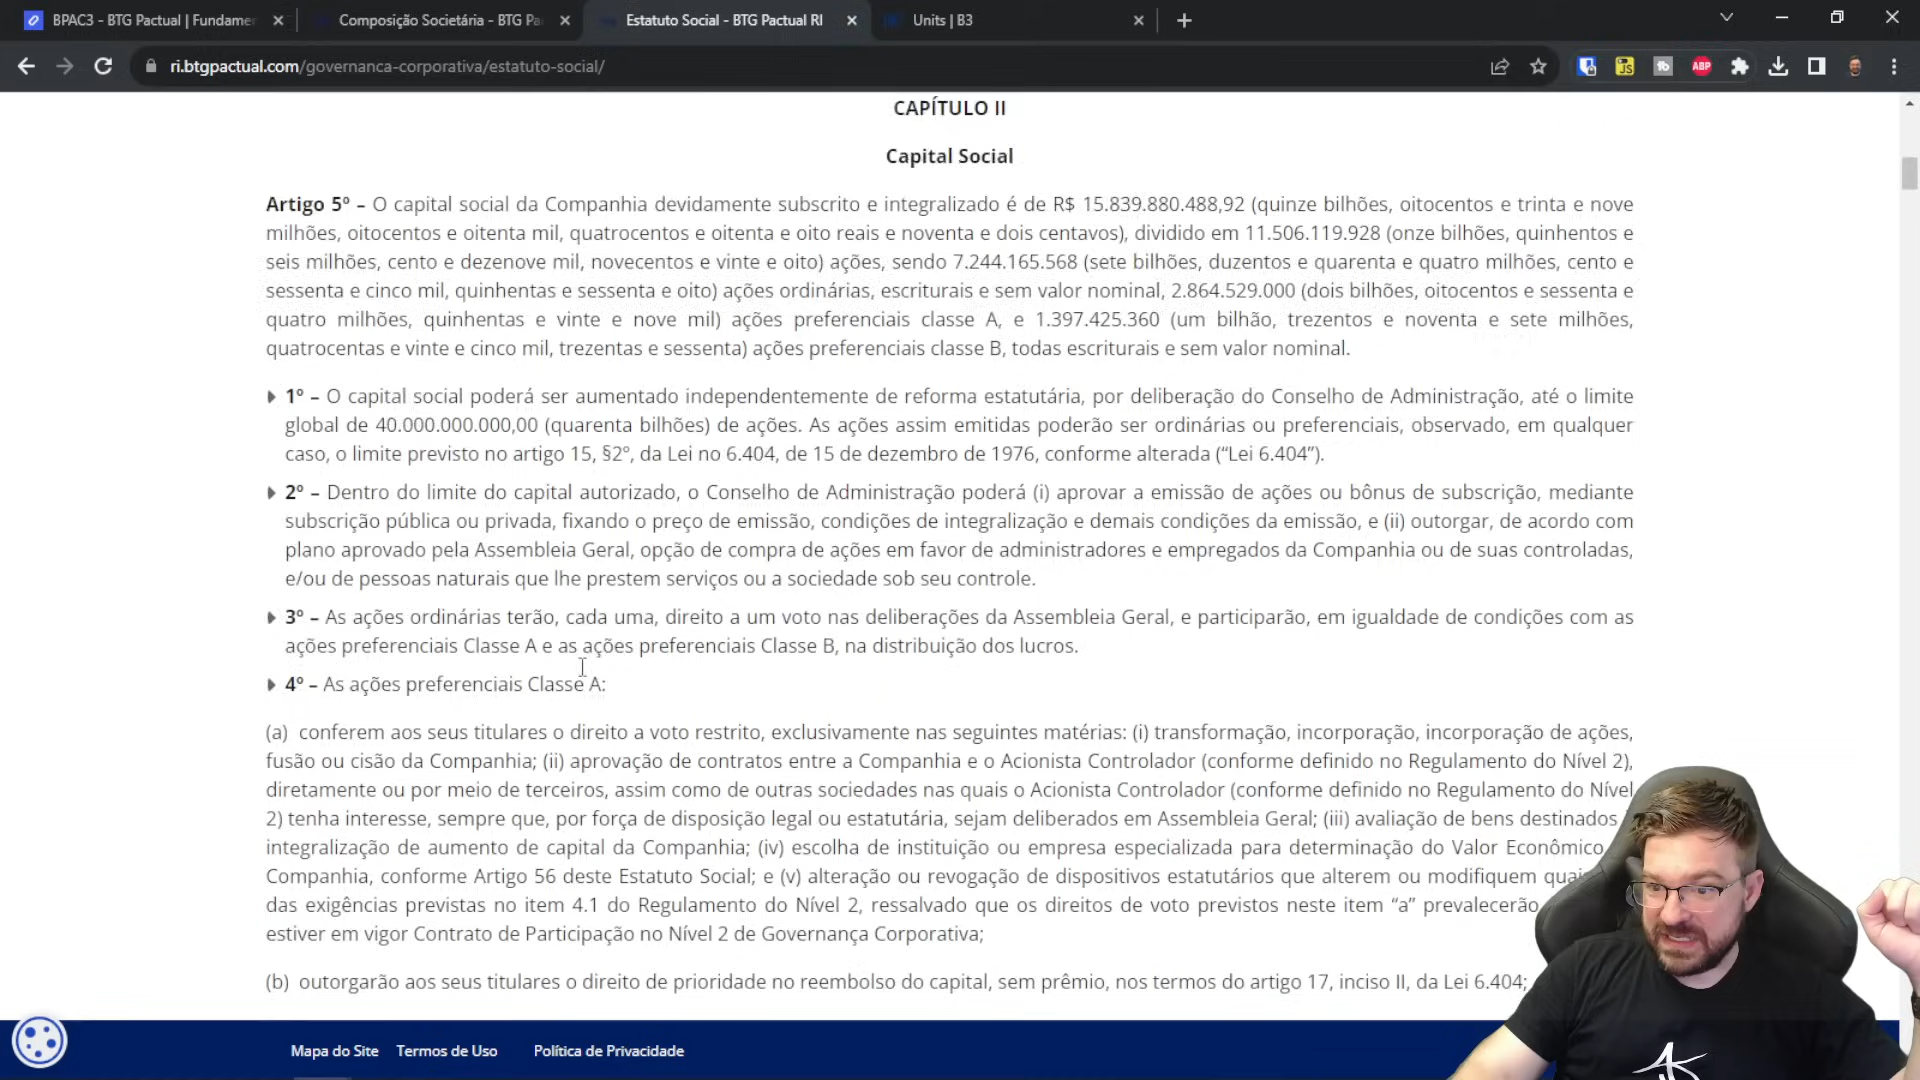 BPAC3 - BTG Pactual | Fundamen
Composição Societária - BTG Pa
Estatuto Social - BTG Pactual RI
Units | B3
ri.btgpactual.com/governanca-corporativa/estatuto-social/
JS
ABP
CAPÍTULO II
Capital Social
Artigo 5º – O capital social da Companhia devidamente subscrito e integralizado é de R$ 15.839.880.488,92 (quinze bilhões, oitocentos e trinta e nove
milhões, oitocentos e oitenta mil, quatrocentos e oitenta e oito reais e noventa e dois centavos), dividido em 11.506.119.928 (onze bilhões, quinhentos e
seis milhões, cento e dezenove mil, novecentos e vinte e oito) ações, sendo 7.244.165.568 (sete bilhões, duzentos e quarenta e quatro milhões, cento e
sessenta e cinco mil, quinhentas e sessenta e oito) ações ordinárias, escriturais e sem valor nominal, 2.864.529.000 (dois bilhões, oitocentos e sessenta e
quatro milhões, quinhentas e vinte e nove mil) ações preferenciais classe A, e 1.397.425.360 (um bilhão, trezentos e noventa e sete milhões,
quatrocentas e vinte e cinco mil, trezentas e sessenta) ações preferenciais classe B, todas escriturais e sem valor nominal.
1º – O capital social poderá ser aumentado independentemente de reforma estatutária, por deliberação do Conselho de Administração, até o limite
global de 40.000.000.000,00 (quarenta bilhões) de ações. As ações assim emitidas poderão ser ordinárias ou preferenciais, observado, em qualquer
caso, o limite previsto no artigo 15, §2º, da Lei no 6.404, de 15 de dezembro de 1976, conforme alterada (“Lei 6.404”).
2º – Dentro do limite do capital autorizado, o Conselho de Administração poderá (i) aprovar a emissão de ações ou bônus de subscrição, mediante
subscrição pública ou privada, fixando o preço de emissão, condições de integralização e demais condições da emissão, e (ii) outorgar, de acordo com
plano aprovado pela Assembleia Geral, opção de compra de ações em favor de administradores e empregados da Companhia ou de suas controladas,
e/ou de pessoas naturais que lhe prestem serviços ou a sociedade sob seu controle.
3º – As ações ordinárias terão, cada uma, direito a um voto nas deliberações da Assembleia Geral, e participarão, em igualdade de condições com as
ações preferenciais Classe A e as ações preferenciais Classe B, na distribuição dos lucros.
4º – As ações preferenciais Classe A:
(a) conferem aos seus titulares o direito a voto restrito, exclusivamente nas seguintes matérias: (i) transformação, incorporação, incorporação de ações,
fusão ou cisão da Companhia; (ii) aprovação de contratos entre a Companhia e o Acionista Controlador (conforme definido no Regulamento do Nível 2),
diretamente ou por meio de terceiros, assim como de outras sociedades nas quais o Acionista Controlador (conforme definido no Regulamento do Nível
2) tenha interesse, sempre que, por força de disposição legal ou estatutária, sejam deliberados em Assembleia Geral; (iii) avaliação de bens destinados
integralização de aumento de capital da Companhia; (iv) escolha de instituição ou empresa especializada para determinação do Valor Econômico
Companhia, conforme Artigo 56 deste Estatuto Social; e (v) alteração ou revogação de dispositivos estatutários que alterem ou modifiquem
das exigências previstas no item 4.1 do Regulamento do Nível 2, ressalvado que os direitos de voto previstos neste item “a” prevalecerão
estiver em vigor Contrato de Participação no Nível 2 de Governança Corporativa;
(b) outorgarão aos seus titulares o direito de prioridade no reembolso do capital, sem prêmio, nos termos do artigo 17, inciso II, da Lei 6.404;
Mapa do Site
Termos de Uso
Política de Privacidade